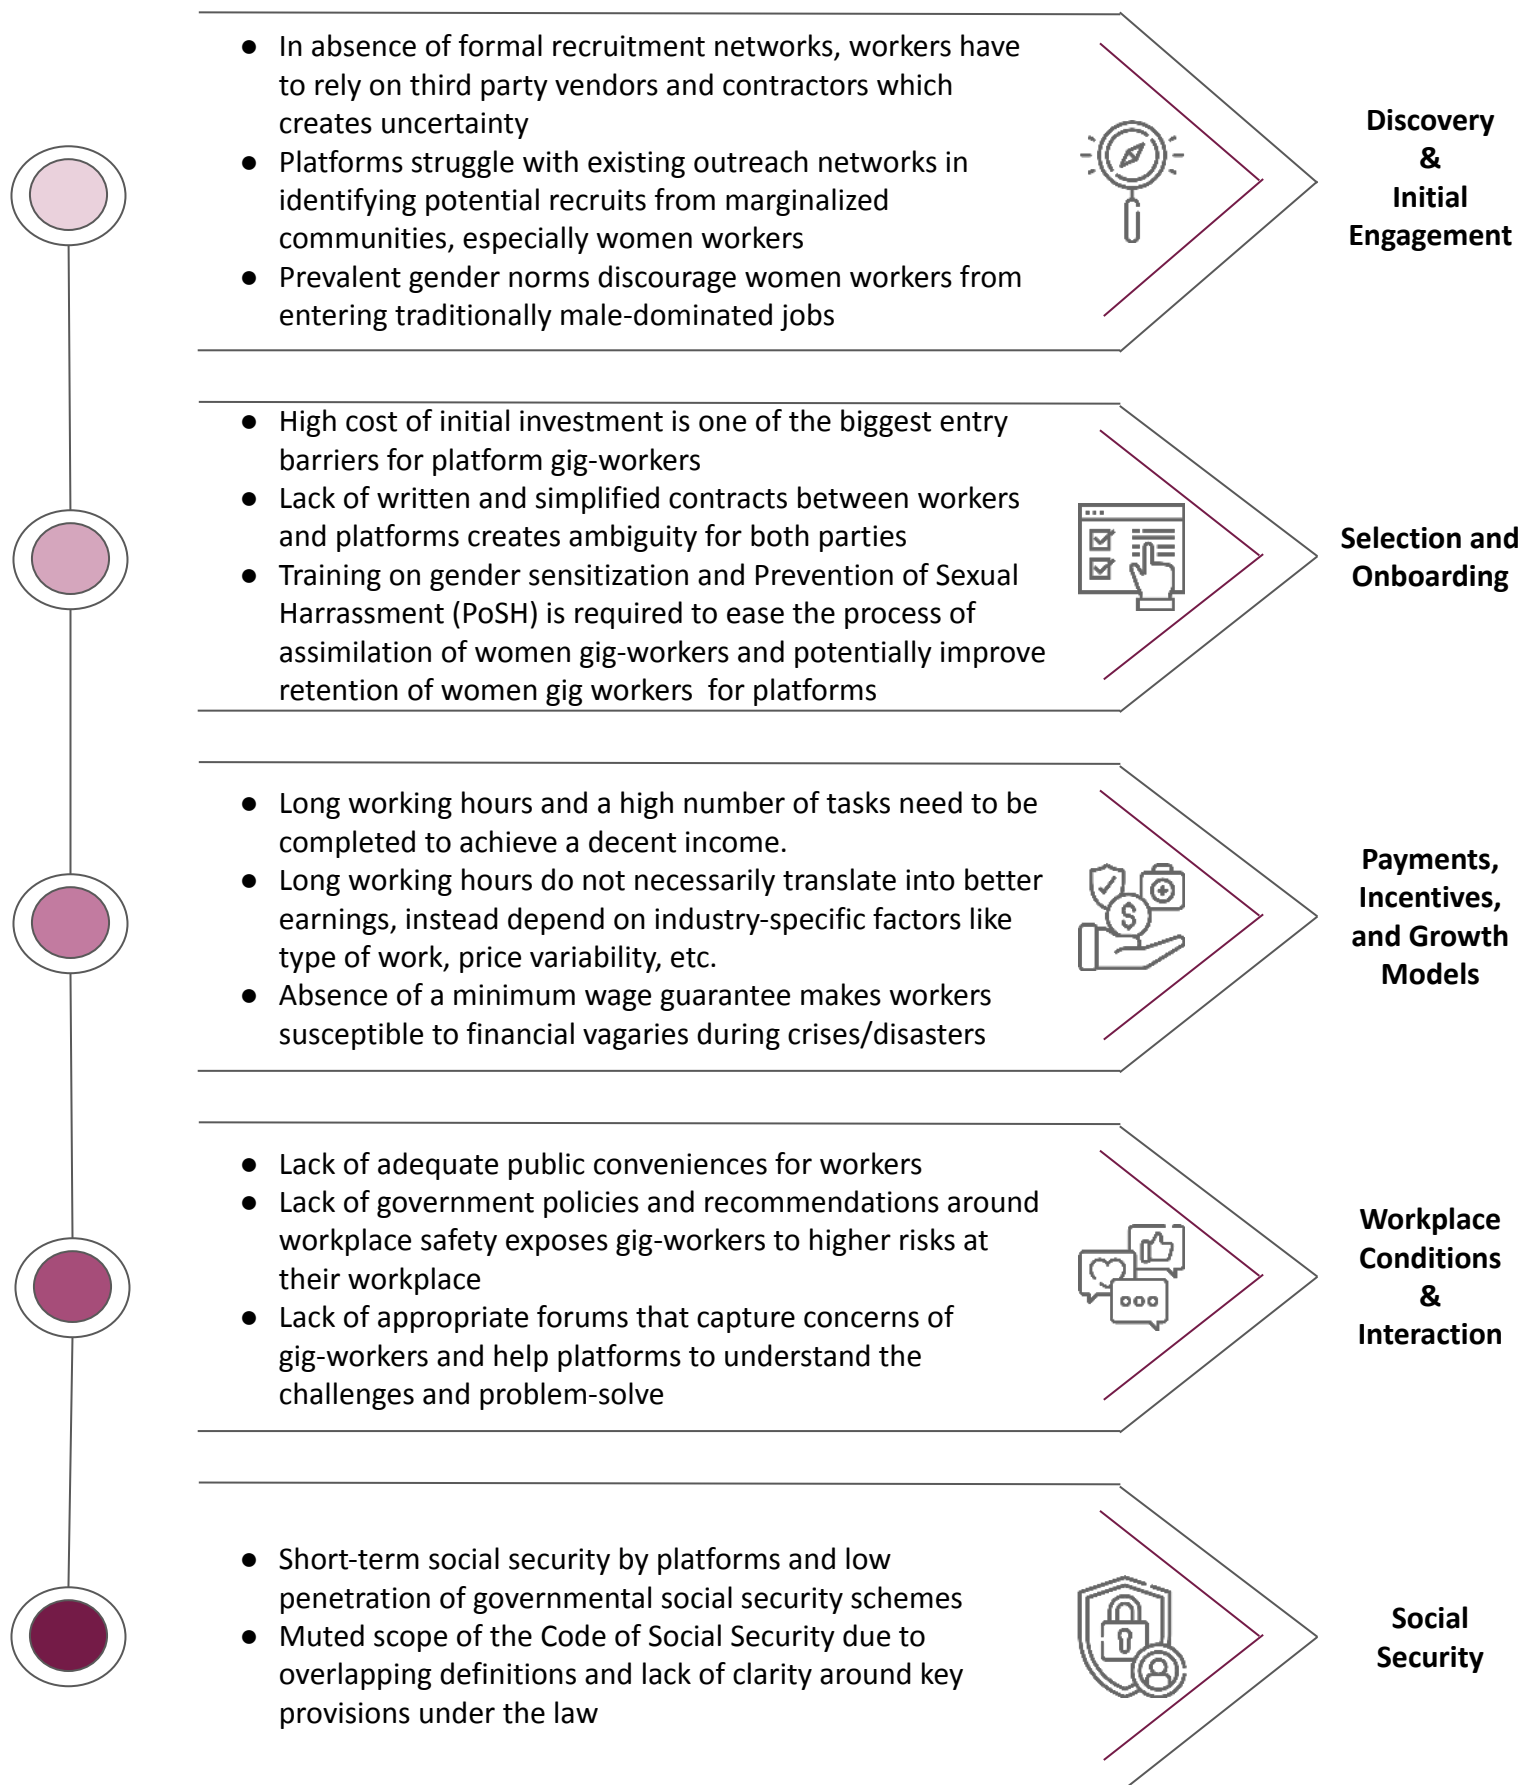 ● In absence of formal recruitment networks, workers have
to rely on third party vendors and contractors which
creates uncertainty
● Platforms struggle with existing outreach networks in
identifying potential recruits from marginalized
communities, especially women workers
● Prevalent gender norms discourage women workers from
entering traditionally male-dominated jobs
Discovery
&
Initial
Engagement
● High cost of initial investment is one of the biggest entry
barriers for platform gig-workers
● Lack of written and simplified contracts between workers
and platforms creates ambiguity for both parties
● Training on gender sensitization and Prevention of Sexual
Harrassment (PoSH) is required to ease the process of
assimilation of women gig-workers and potentially improve
retention of women gig workers  for platforms
Selection and
Onboarding
● Long working hours and a high number of tasks need to be
completed to achieve a decent income.
● Long working hours do not necessarily translate into better
earnings, instead depend on industry-specific factors like
type of work, price variability, etc.
● Absence of a minimum wage guarantee makes workers
susceptible to financial vagaries during crises/disasters
$
Payments,
Incentives,
and Growth
Models
● Lack of adequate public conveniences for workers
● Lack of government policies and recommendations around
workplace safety exposes gig-workers to higher risks at
their workplace
● Lack of appropriate forums that capture concerns of
gig-workers and help platforms to understand the
challenges and problem-solve
Workplace
Conditions
&
Interaction
● Short-term social security by platforms and low
penetration of governmental social security schemes
● Muted scope of the Code of Social Security due to
overlapping definitions and lack of clarity around key
provisions under the law
Social
Security